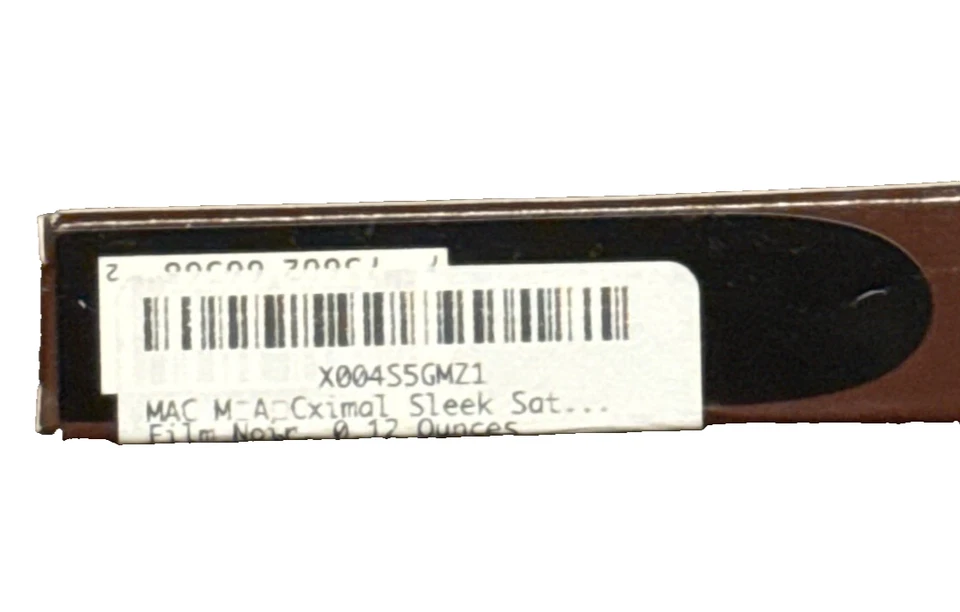 X004S5GMZ1
MAC M-A-Cximal Sleek Sat...
Film Noir, 0.12 Ounces